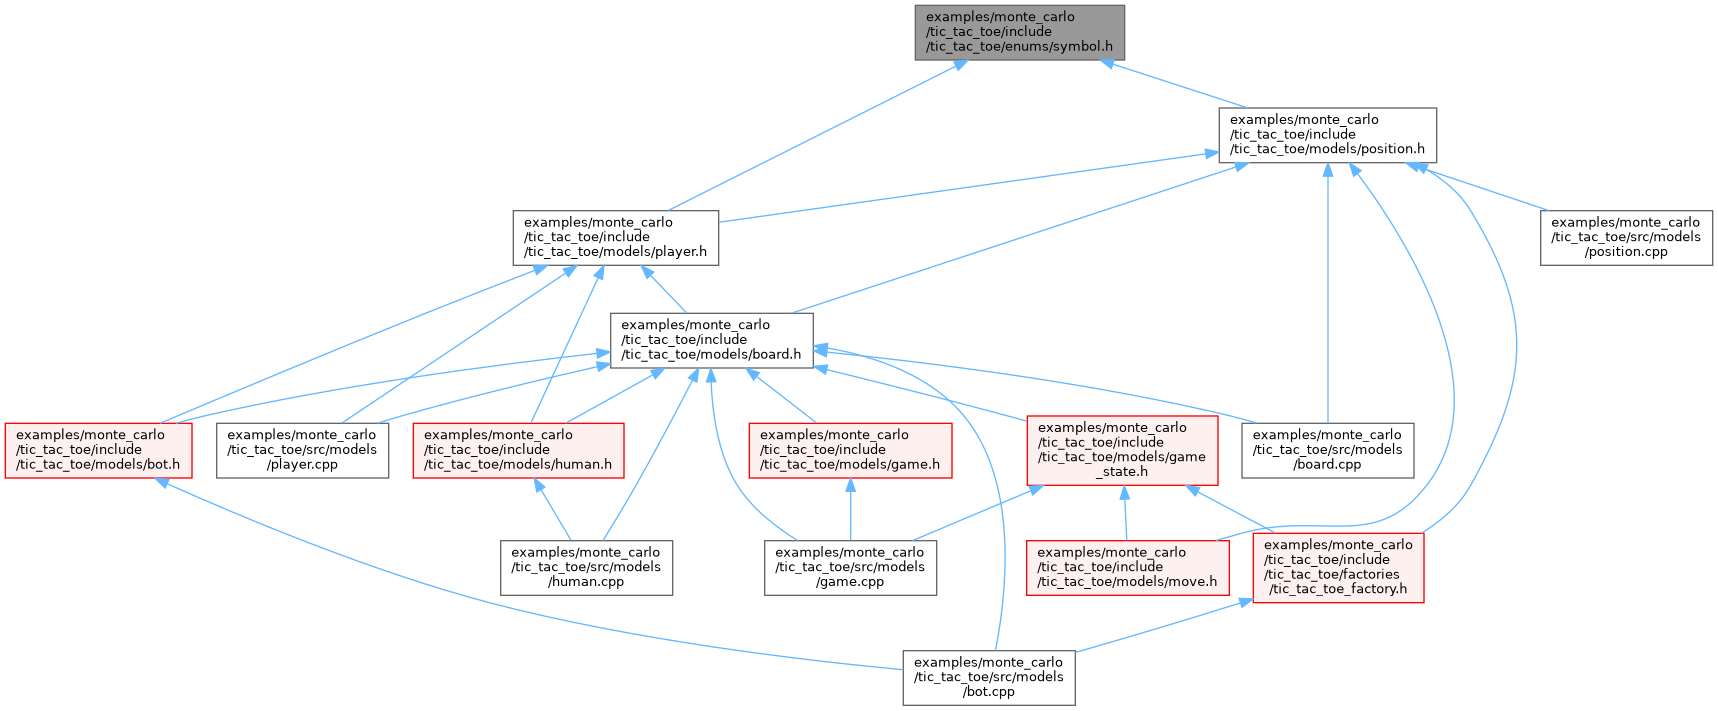 examples/monte_carlo
/tic_tac_toe/include
/tic_tac_toe/enums/symbol.h
examples/monte_carlo
/tic_tac_toe/include
/tic_tac_toe/models/position.h
examples/monte_carlo
/tic_tac_toe/include
/tic_tac_toe/models/player.h
examples/monte_carlo
/tic_tac_toe/src/models
/position.cpp
examples/monte_carlo
/tic_tac_toe/include
/tic_tac_toe/models/board.h
examples/monte_carlo
/tic_tac_toe/include
/tic_tac_toe/models/bot.h
examples/monte_carlo
/tic_tac_toe/src/models
/player.cpp
examples/monte_carlo
/tic_tac_toe/include
/tic_tac_toe/models/human.h
examples/monte_carlo
/tic_tac_toe/include
/tic_tac_toe/models/game.h
examples/monte_carlo
/tic_tac_toe/include
/tic_tac_toe/models/game
_state.h
examples/monte_carlo
/tic_tac_toe/src/models
/board.cpp
examples/monte_carlo
/tic_tac_toe/src/models
/human.cpp
examples/monte_carlo
/tic_tac_toe/src/models
/game.cpp
examples/monte_carlo
/tic_tac_toe/include
/tic_tac_toe/models/move.h
examples/monte_carlo
/tic_tac_toe/include
/tic_tac_toe/factories
/tic_tac_toe_factory.h
examples/monte_carlo
/tic_tac_toe/src/models
/bot.cpp